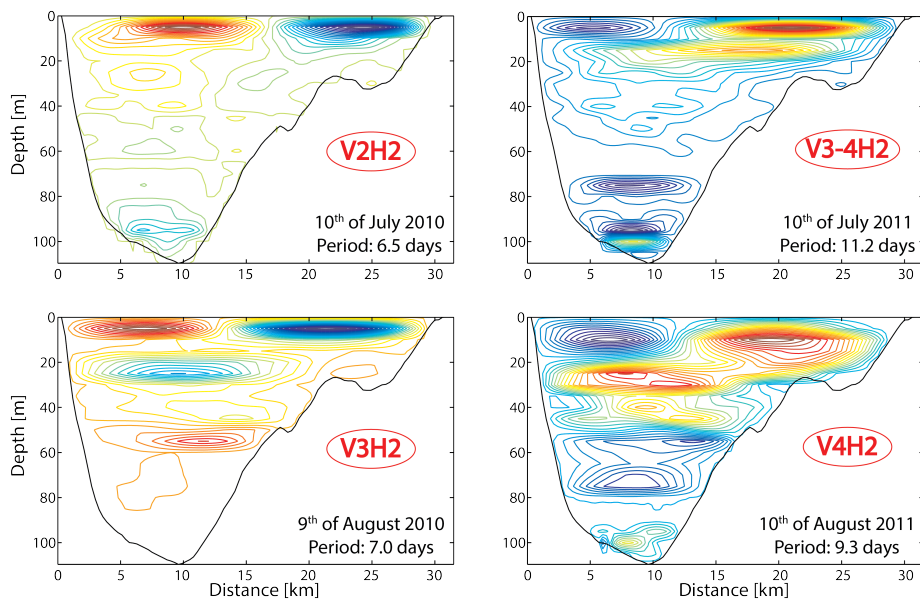 0
20
40
60
80
100
Depth [m]
V2H2
10th of July 2010
Period: 6.5 days
0 5 10 15 20 25 30
0
20
40
60
80
100
V3-4H2
10th of July 2011
Period: 11.2 days
0 5 10 15 20 25 30
0
20
40
60
80
100
Depth [m]
V3H2
9th of August 2010
Period: 7.0 days
0 5 10 15 20 25 30
Distance [km]
0
20
40
60
80
100
V4H2
10th of August 2011
Period: 9.3 days
0 5 10 15 20 25 30
Distance [km]